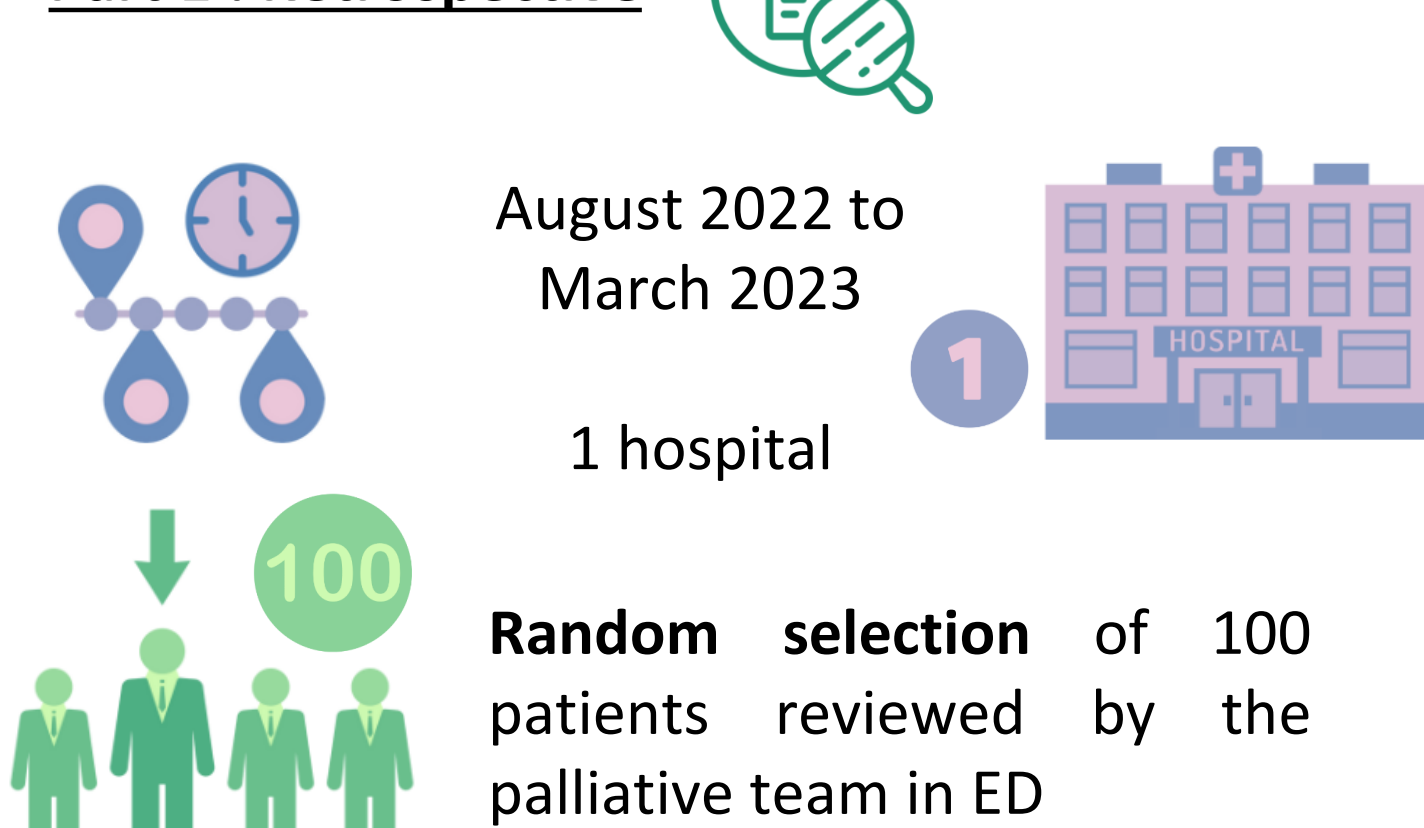 August 2022 to
March 2023
1
HOSPITAL
1 hospital
100
Random selection of 100
patients reviewed by the
palliative team in ED